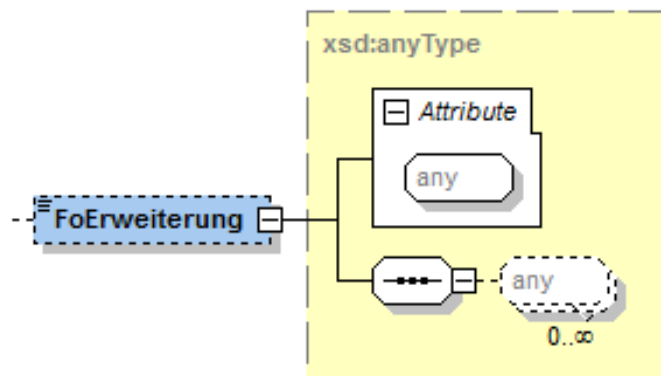 xsd:anyType
Attribute
any
FoErweiterung
any
0..∞